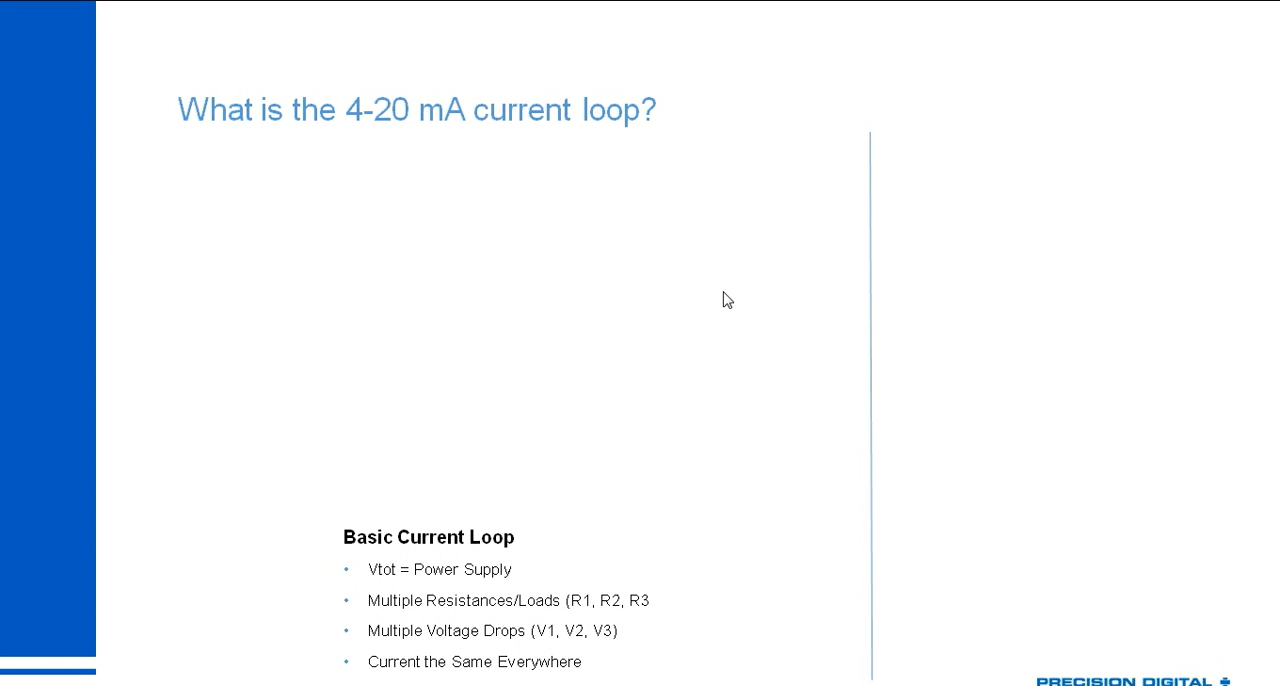 What is the 4-20 mA current loop?
Basic Current Loop
• Vtot = Power Supply
• Multiple Resistances/Loads (R1, R2, R3
• Multiple Voltage Drops (V1, V2, V3)
• Current the Same Everywhere
PRECISION DIGITAL